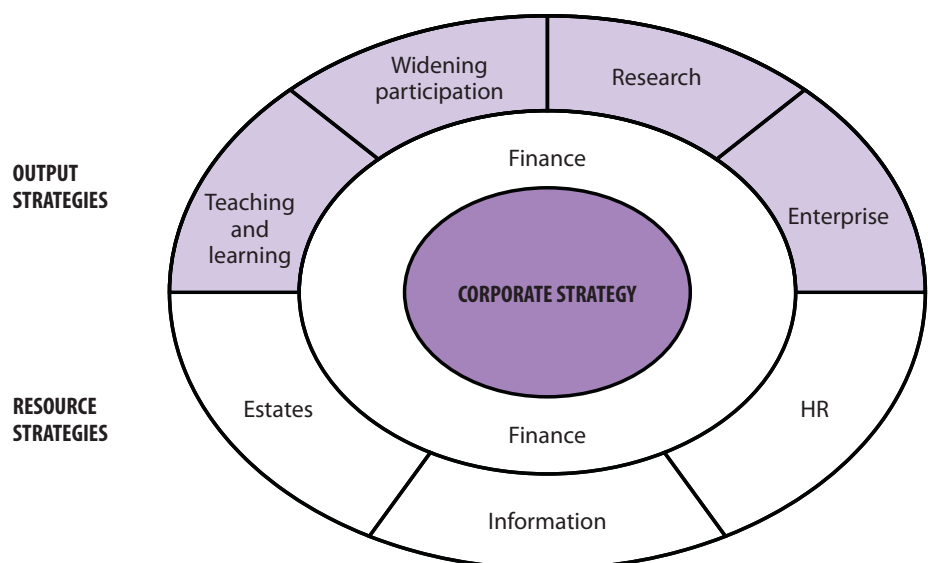 Widening
participation
Research
OUTPUT
STRATEGIES
Finance
Teaching
and
learning
Enterprise
CORPORATE STRATEGY
RESOURCE
STRATEGIES
Estates
HR
Finance
Information